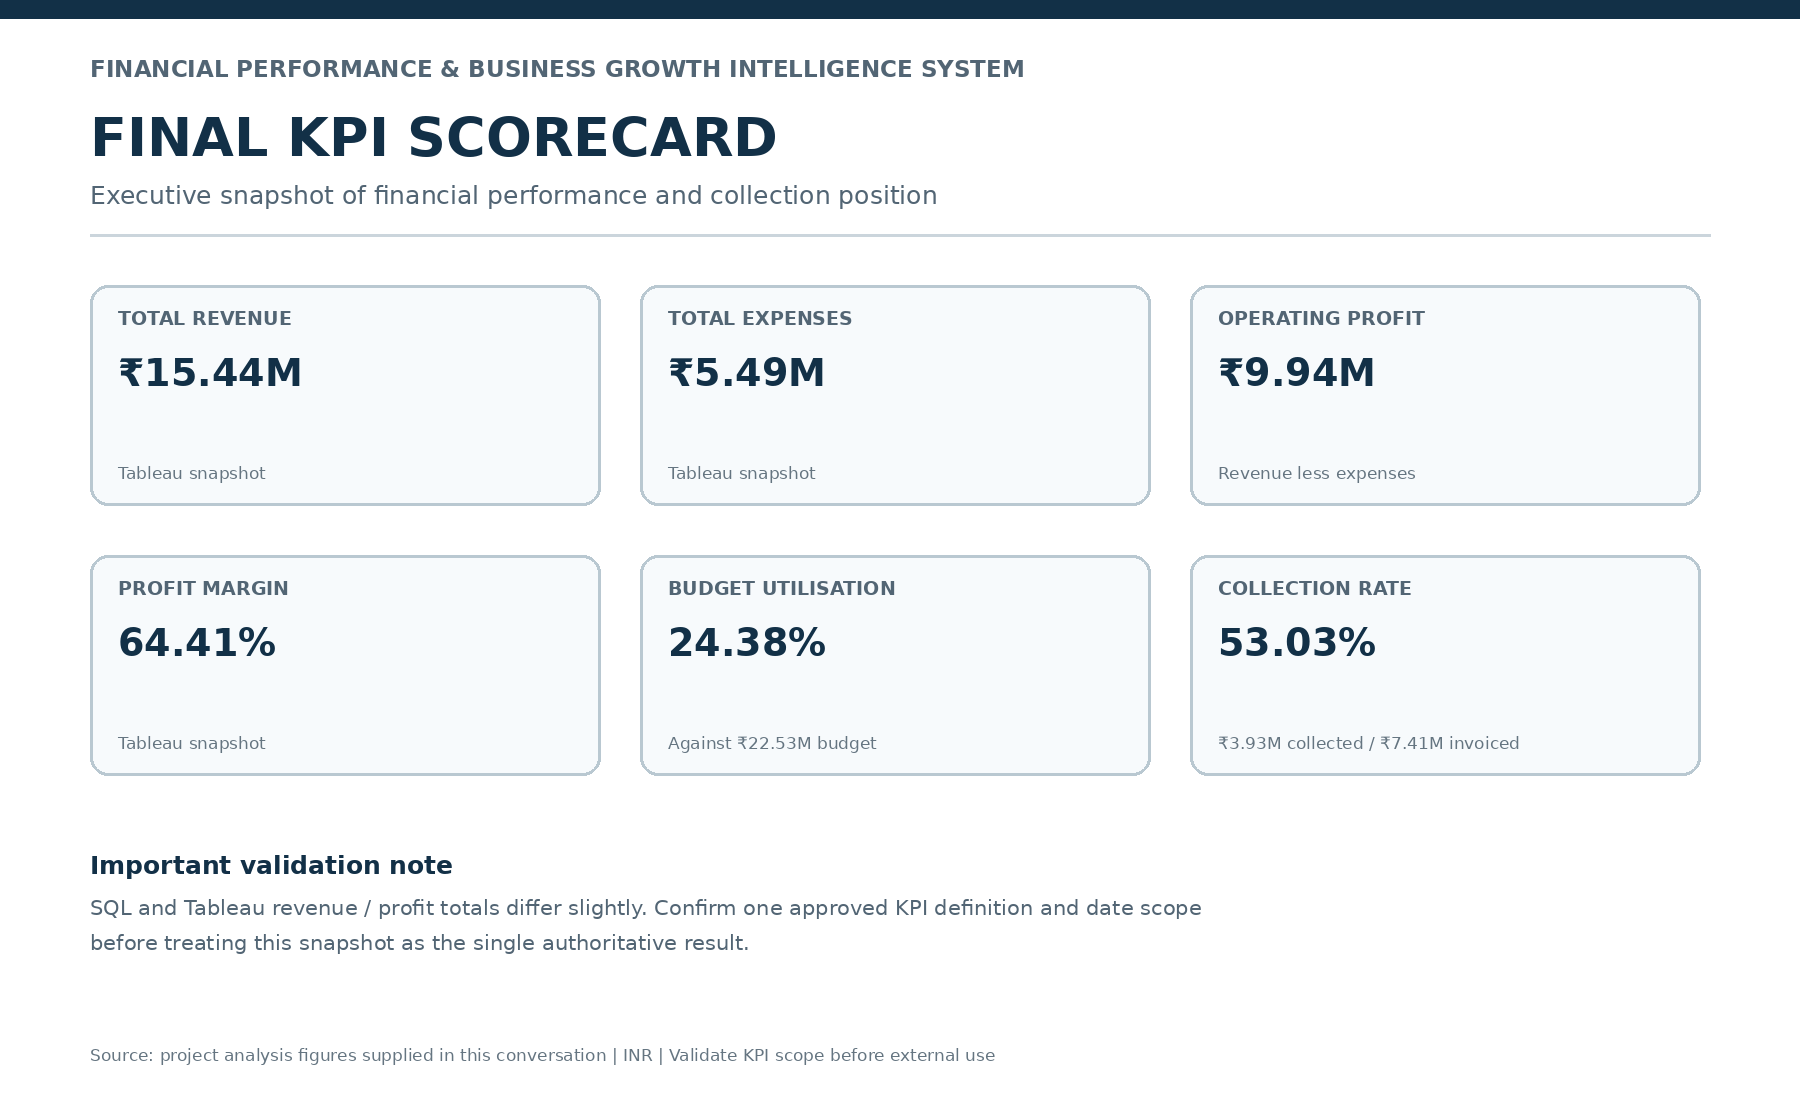 FINANCIAL PERFORMANCE & BUSINESS GROWTH INTELLIGENCE SYSTEM
FINAL KPI SCORECARD
Executive snapshot of financial performance and collection position
TOTAL REVENUE
₹15.44M
Tableau snapshot
TOTAL EXPENSES
₹5.49M
Tableau snapshot
OPERATING PROFIT
₹9.94M
Revenue less expenses
PROFIT MARGIN
64.41%
Tableau snapshot
BUDGET UTILISATION
24.38%
Against ₹22.53M budget
COLLECTION RATE
53.03%
₹3.93M collected / ₹7.41M invoiced
Important validation note
SQL and Tableau revenue / profit totals differ slightly. Confirm one approved KPI definition and date scope
before treating this snapshot as the single authoritative result.
Source: project analysis figures supplied in this conversation | INR | Validate KPI scope before external use